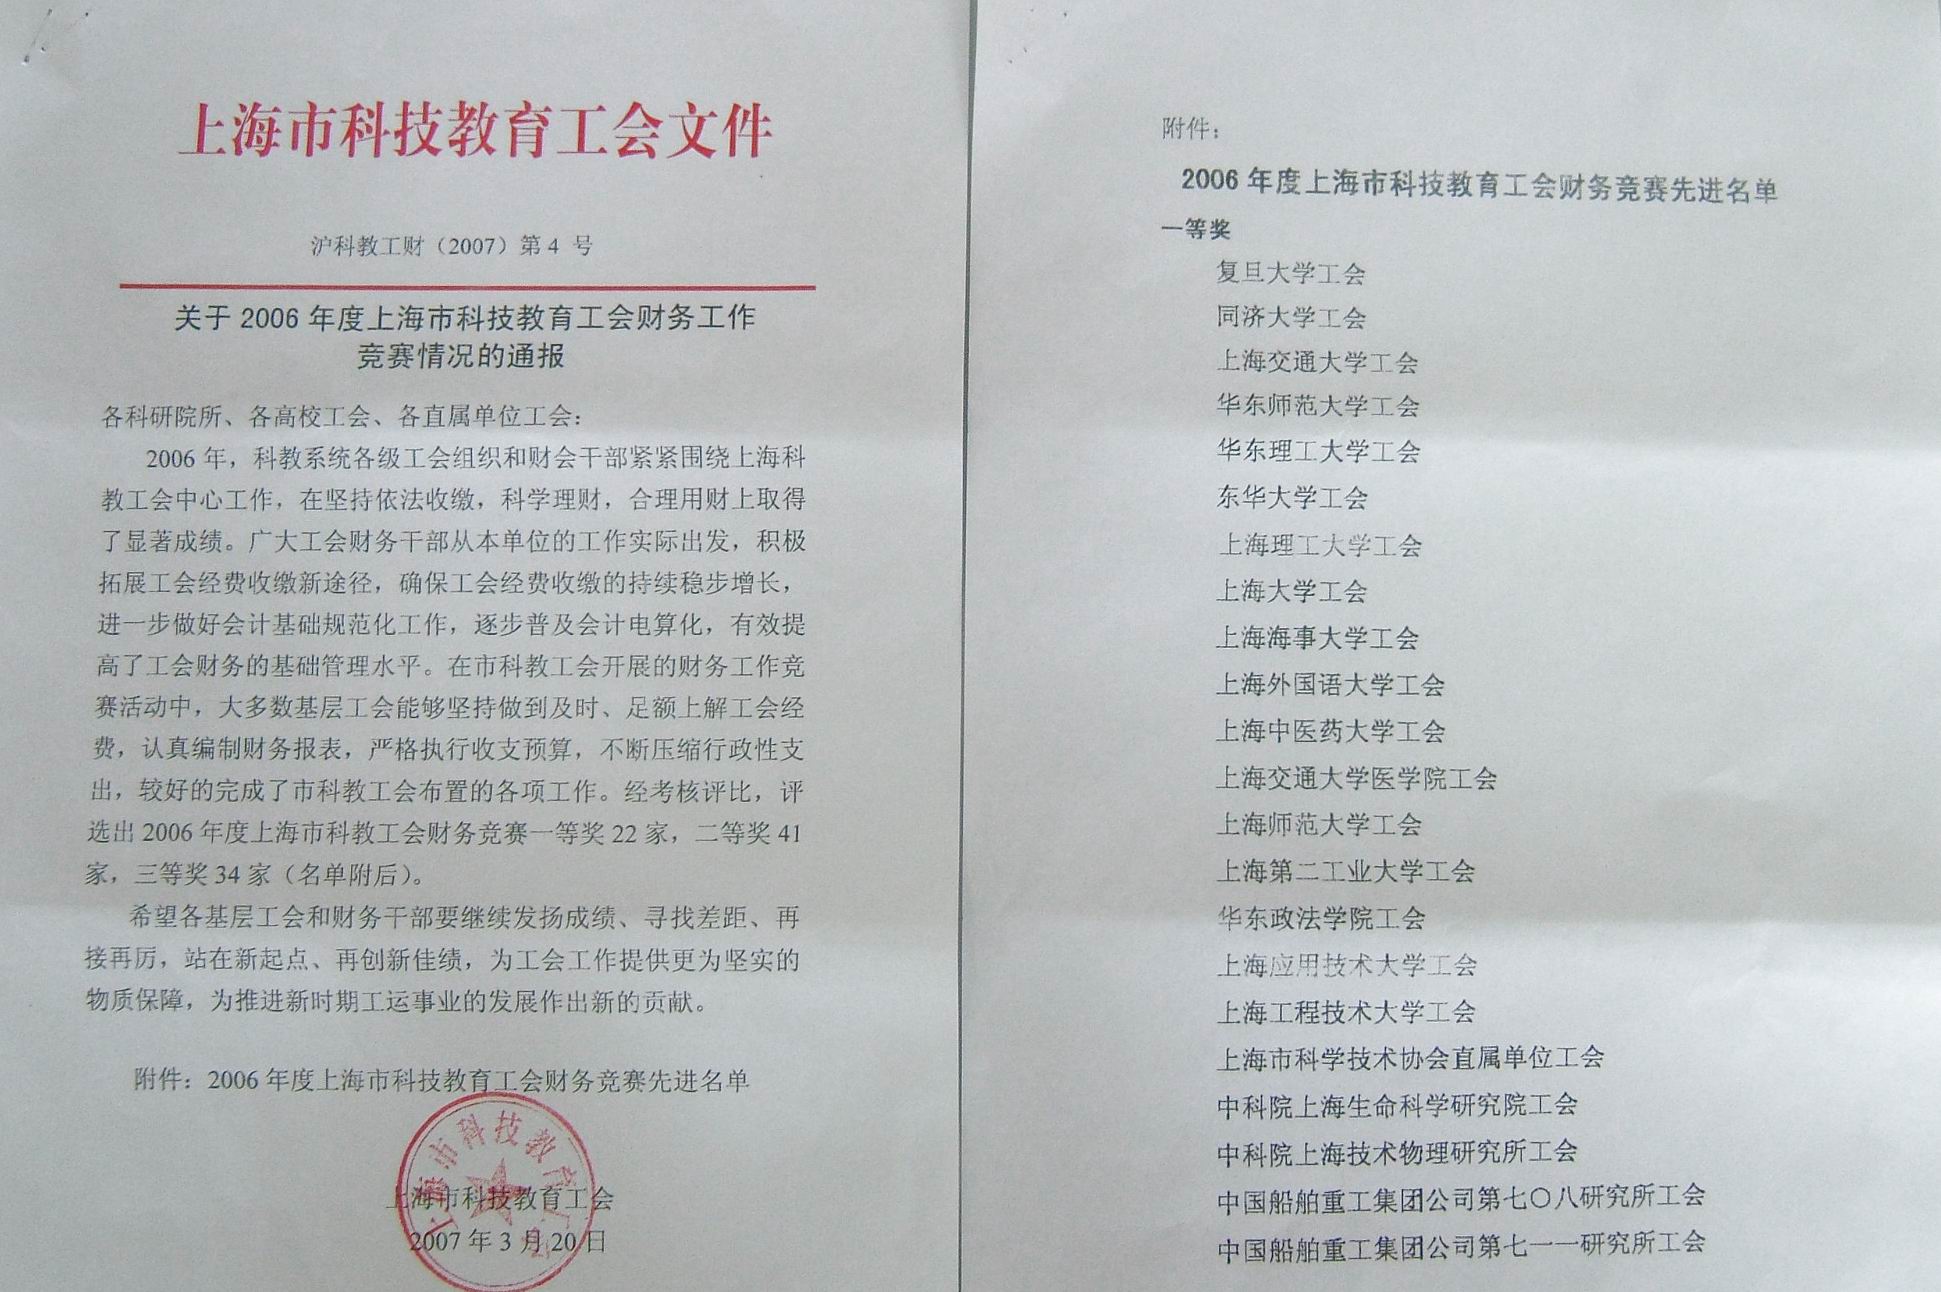 上海市科技教育工会文件
沪科教工财（2007）第4 号
关于 2006 年度上海市科技教育工会财务工作
竞赛情况的通报
各科研院所、各高校工会、各直属单位工会：
2006 年，科教系统各级工会组织和财会干部紧紧围绕上海科
教工会中心工作，在坚持依法收缴，科学理财，合理用财上取得
了显著成绩。广大工会财务干部从本单位的工作实际出发，积极
拓展工会经费收缴新途径，确保工会经费收缴的持续稳步增长，
进一步做好会计基础规范化工作，逐步普及会计电算化，有效提
高了工会财务的基础管理水平。在市科教工会开展的财务工作竞
赛活动中，大多数基层工会能够坚持做到及时、足额上解工会经
费，认真编制财务报表，严格执行收支预算，不断压缩行政性支
出，较好的完成了市科教工会布置的各项工作。经考核评比，评
选出 2006 年度上海市科教工会财务竞赛一等奖 22 家，二等奖 41
家，三等奖 34 家（名单附后）。
希望各基层工会和财务干部要继续发扬成绩、寻找差距、再
接再厉，站在新起点、再创新佳绩，为工会工作提供更为坚实的
物质保障，为推进新时期工运事业的发展作出新的贡献。
附件：2006 年度上海市科技教育工会财务竞赛先进名单
上海市科技教育工会
上海市科技教育工会
2007 年 3 月 20 日
附件：
2006 年度上海市科技教育工会财务竞赛先进名单
一等奖
复旦大学工会
同济大学工会
上海交通大学工会
华东师范大学工会
华东理工大学工会
东华大学工会
上海理工大学工会
上海大学工会
上海海事大学工会
上海外国语大学工会
上海中医药大学工会
上海交通大学医学院工会
上海师范大学工会
上海第二工业大学工会
华东政法学院工会
上海应用技术大学工会
上海工程技术大学工会
上海市科学技术协会直属单位工会
中科院上海生命科学研究院工会
中科院上海技术物理研究所工会
中国船舶重工集团公司第七〇八研究所工会
中国船舶重工集团公司第七一一研究所工会